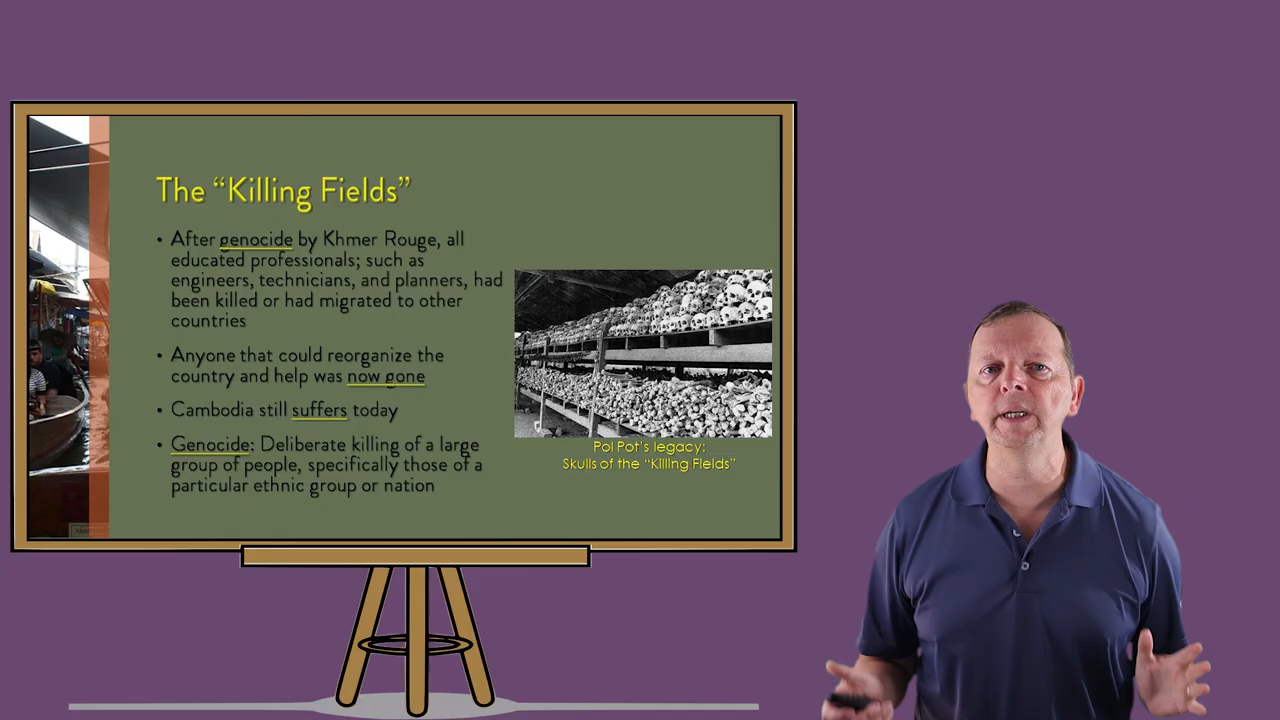 The “Killing Fields”
• After genocide by Khmer Rouge, all
educated professionals; such as
engineers, technicians, and planners, had
been killed or had migrated to other
countries
• Anyone that could reorganize the
country and help was now gone
• Cambodia still suffers today
• Genocide: Deliberate killing of a large
group of people, specifically those of a
particular ethnic group or nation
Pol Pot’s legacy:
Skulls of the “Killing Fields”